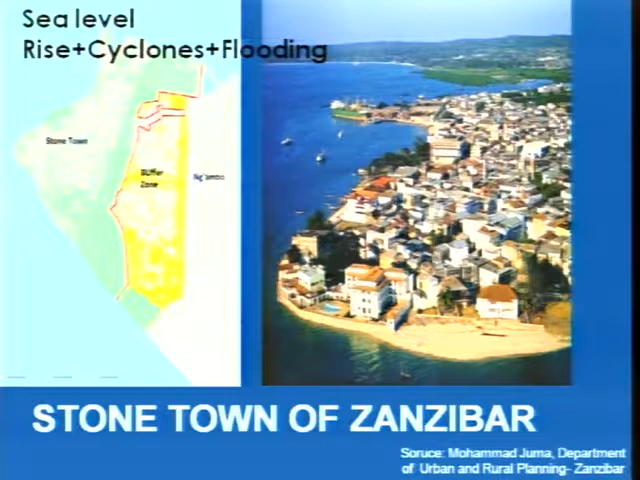 Sea level
Rise+Cyclones+Flooding
Stone Town
Buffer
Zone
Ng'ambo
STONE TOWN OF ZANZIBAR
Soruce: Mohammad Juma, Department
of Urban and Rural Planning- Zanzibar